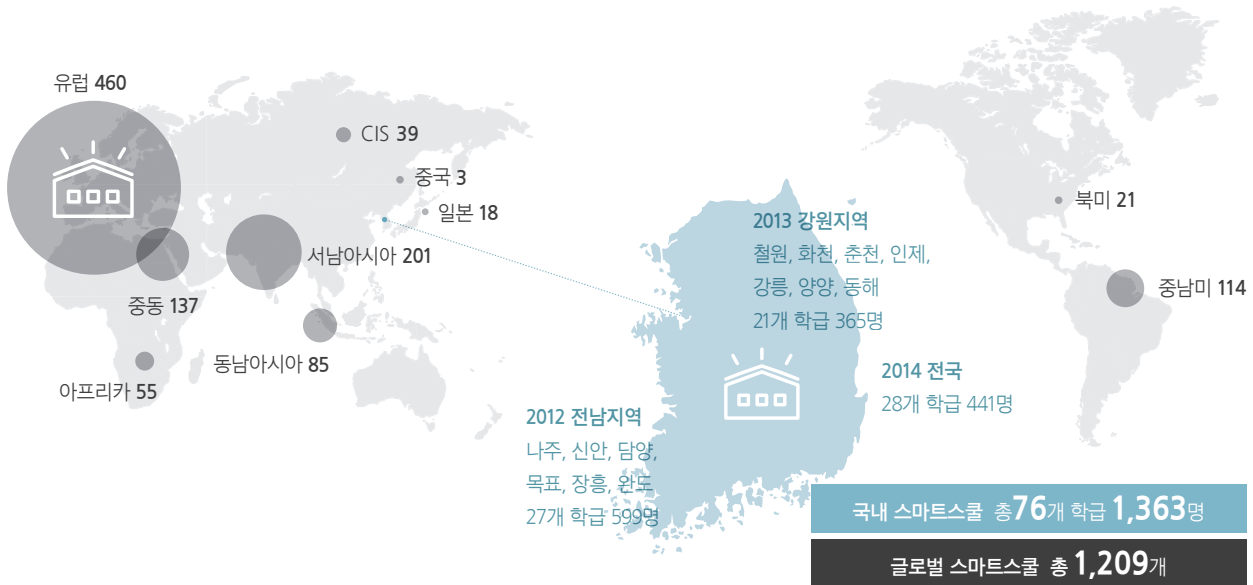 유럽 460
CIS 39
중국 3
일본 18
서남아시아 201
중동 137
동남아시아 85
아프리카 55
북미 21
중남미 114
2013 강원지역
철원, 화천, 춘천, 인제,
강릉, 양양, 동해
21개 학급 365명
2014 전국
28개 학급 441명
2012 전남지역
나주, 신안, 담양,
목표, 장흥, 완도
27개 학급 599명
국내 스마트스쿨 총76개 학급 1,363명
글로벌 스마트스쿨 총 1,209개